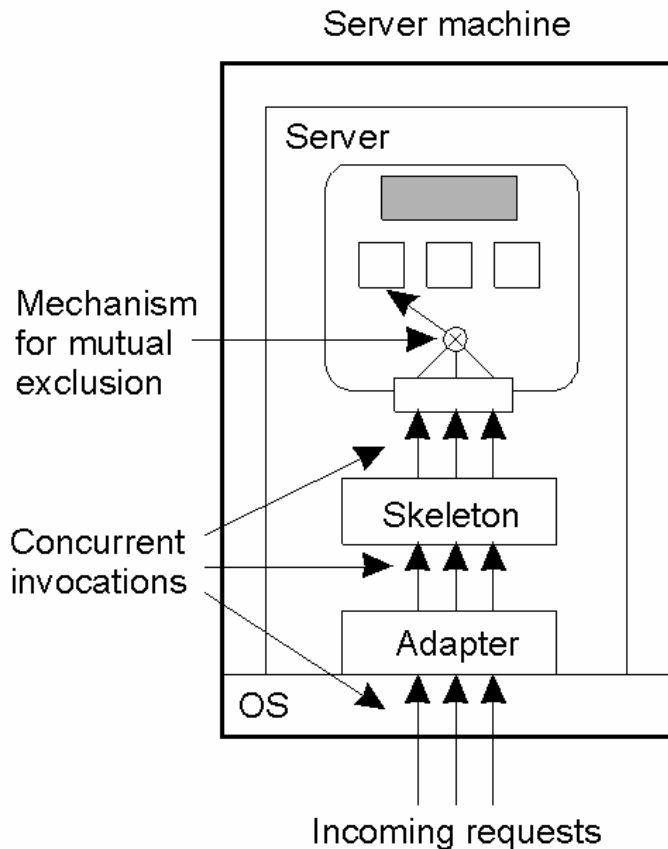 Server machine
Server
Mechanism
for mutual
exclusion
Skeleton
Concurrent
invocations
Adapter
OS
Incoming requests